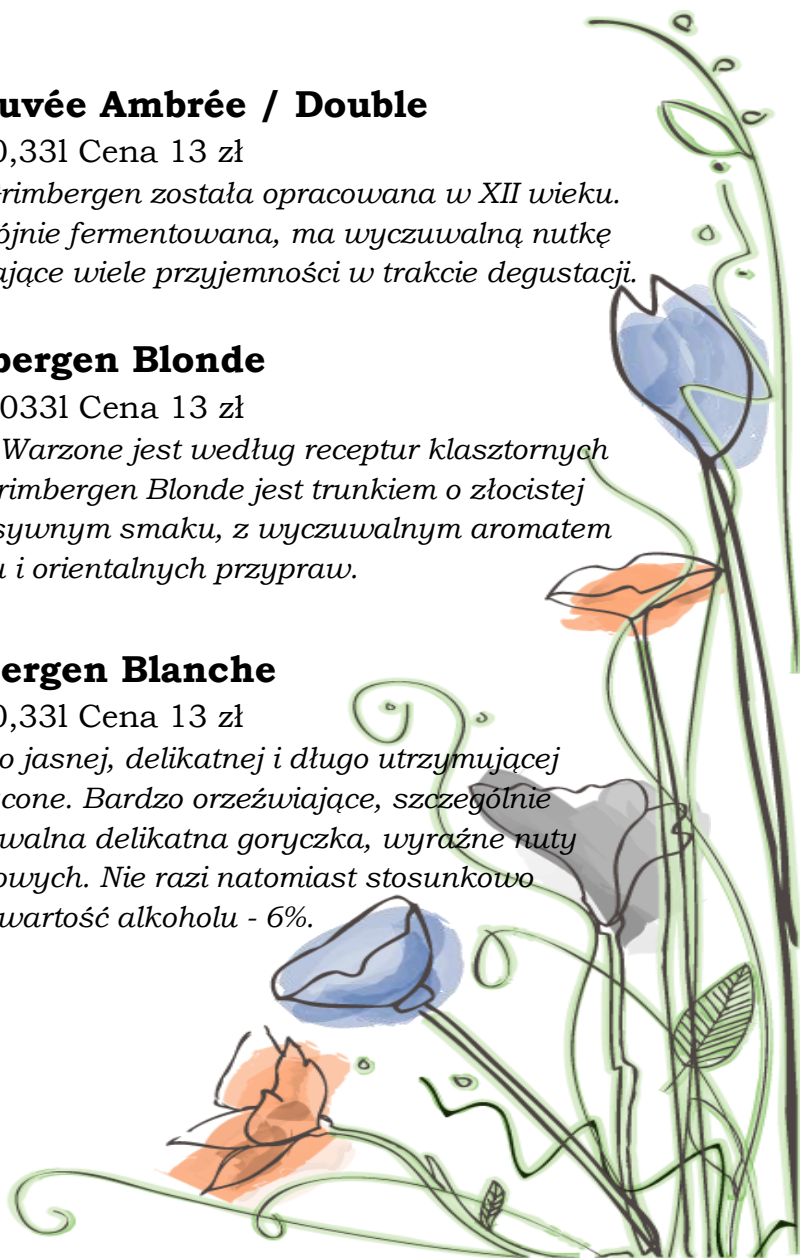 uvée Ambrée / Double
0,33l Cena 13 zł
rimbergen została opracowana w XII wieku.
ójnie fermentowana, ma wyczuwalną nutkę
ające wiele przyjemności w trakcie degustacji.
bergen Blonde
033l Cena 13 zł
Warzone jest według receptur klasztornych
rimbergen Blonde jest trunkiem o złocistej
sywnym smaku, z wyczuwalnym aromatem
u i orientalnych przypraw.
ergen Blanche
0,33l Cena 13 zł
o jasnej, delikatnej i długo utrzymującej
cone. Bardzo orzeźwiające, szczególnie
walna delikatna goryczka, wyraźne nuty
owych. Nie razi natomiast stosunkowo
wartość alkoholu - 6%.